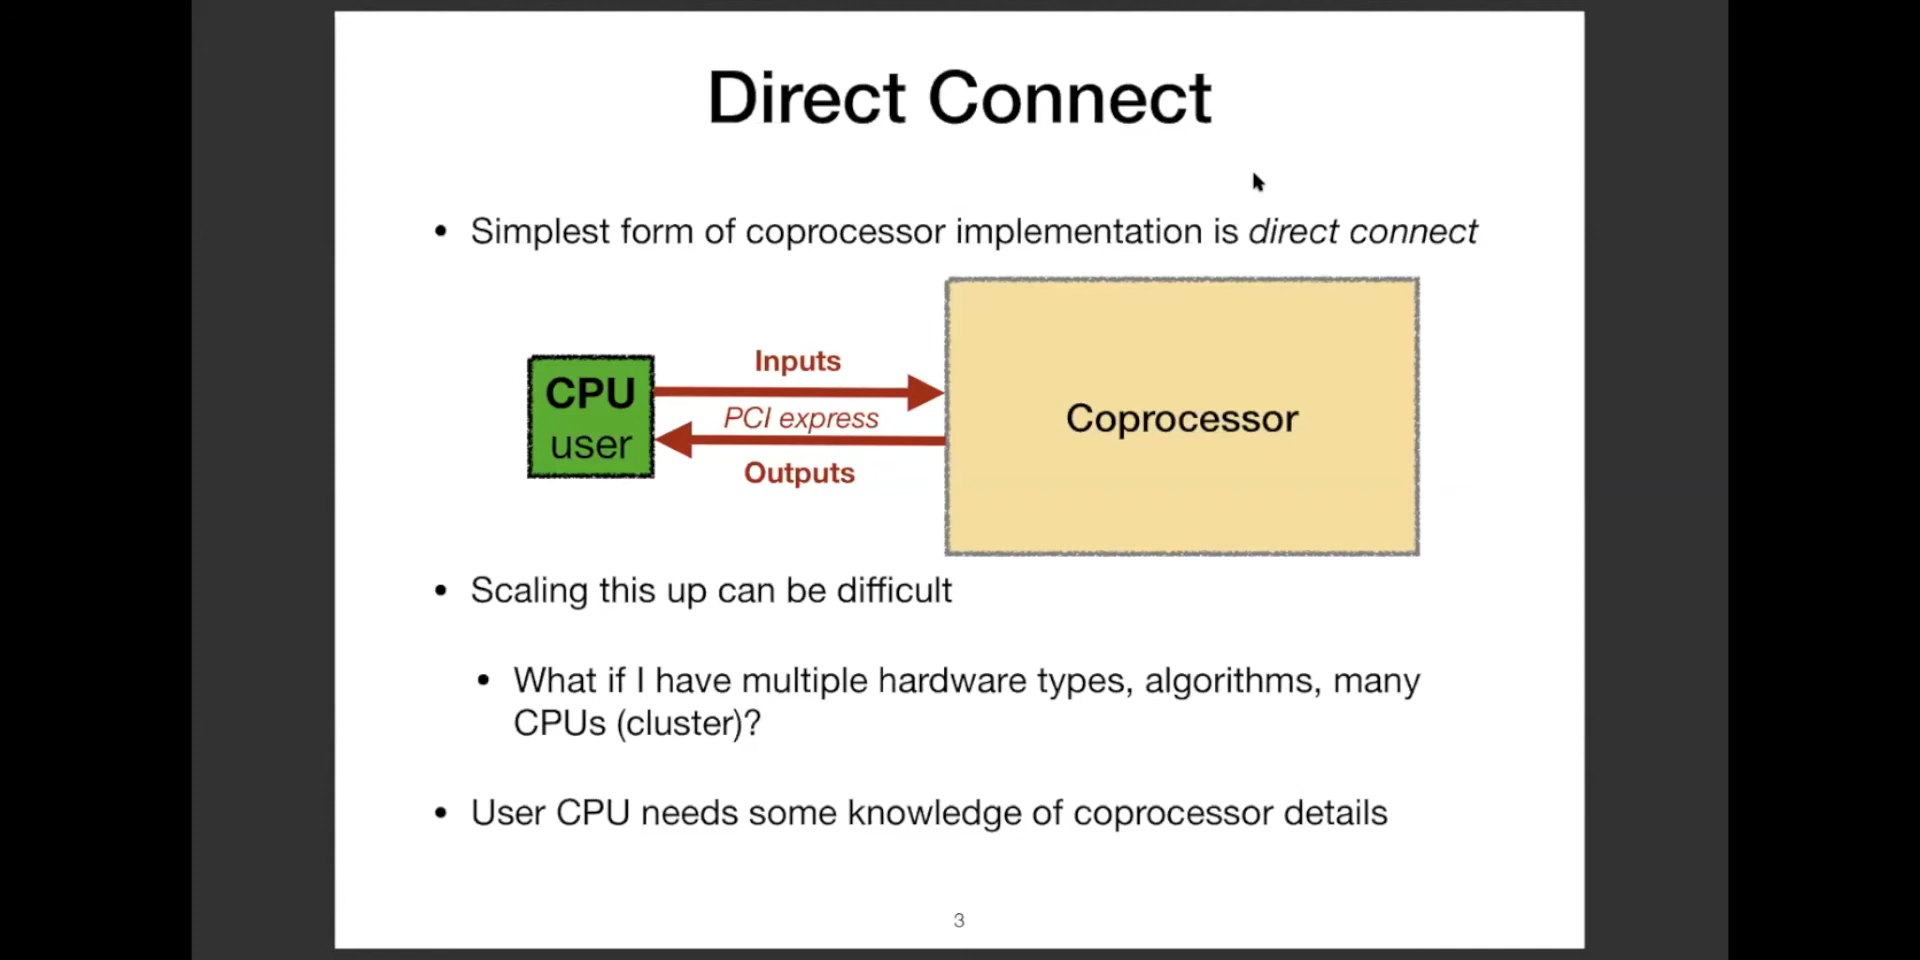 Direct Connect
• Simplest form of coprocessor implementation is direct connect
Inputs
CPU
user
PCI express
Outputs
Coprocessor
• Scaling this up can be difficult
• What if I have multiple hardware types, algorithms, many
CPUs (cluster)?
• User CPU needs some knowledge of coprocessor details
3